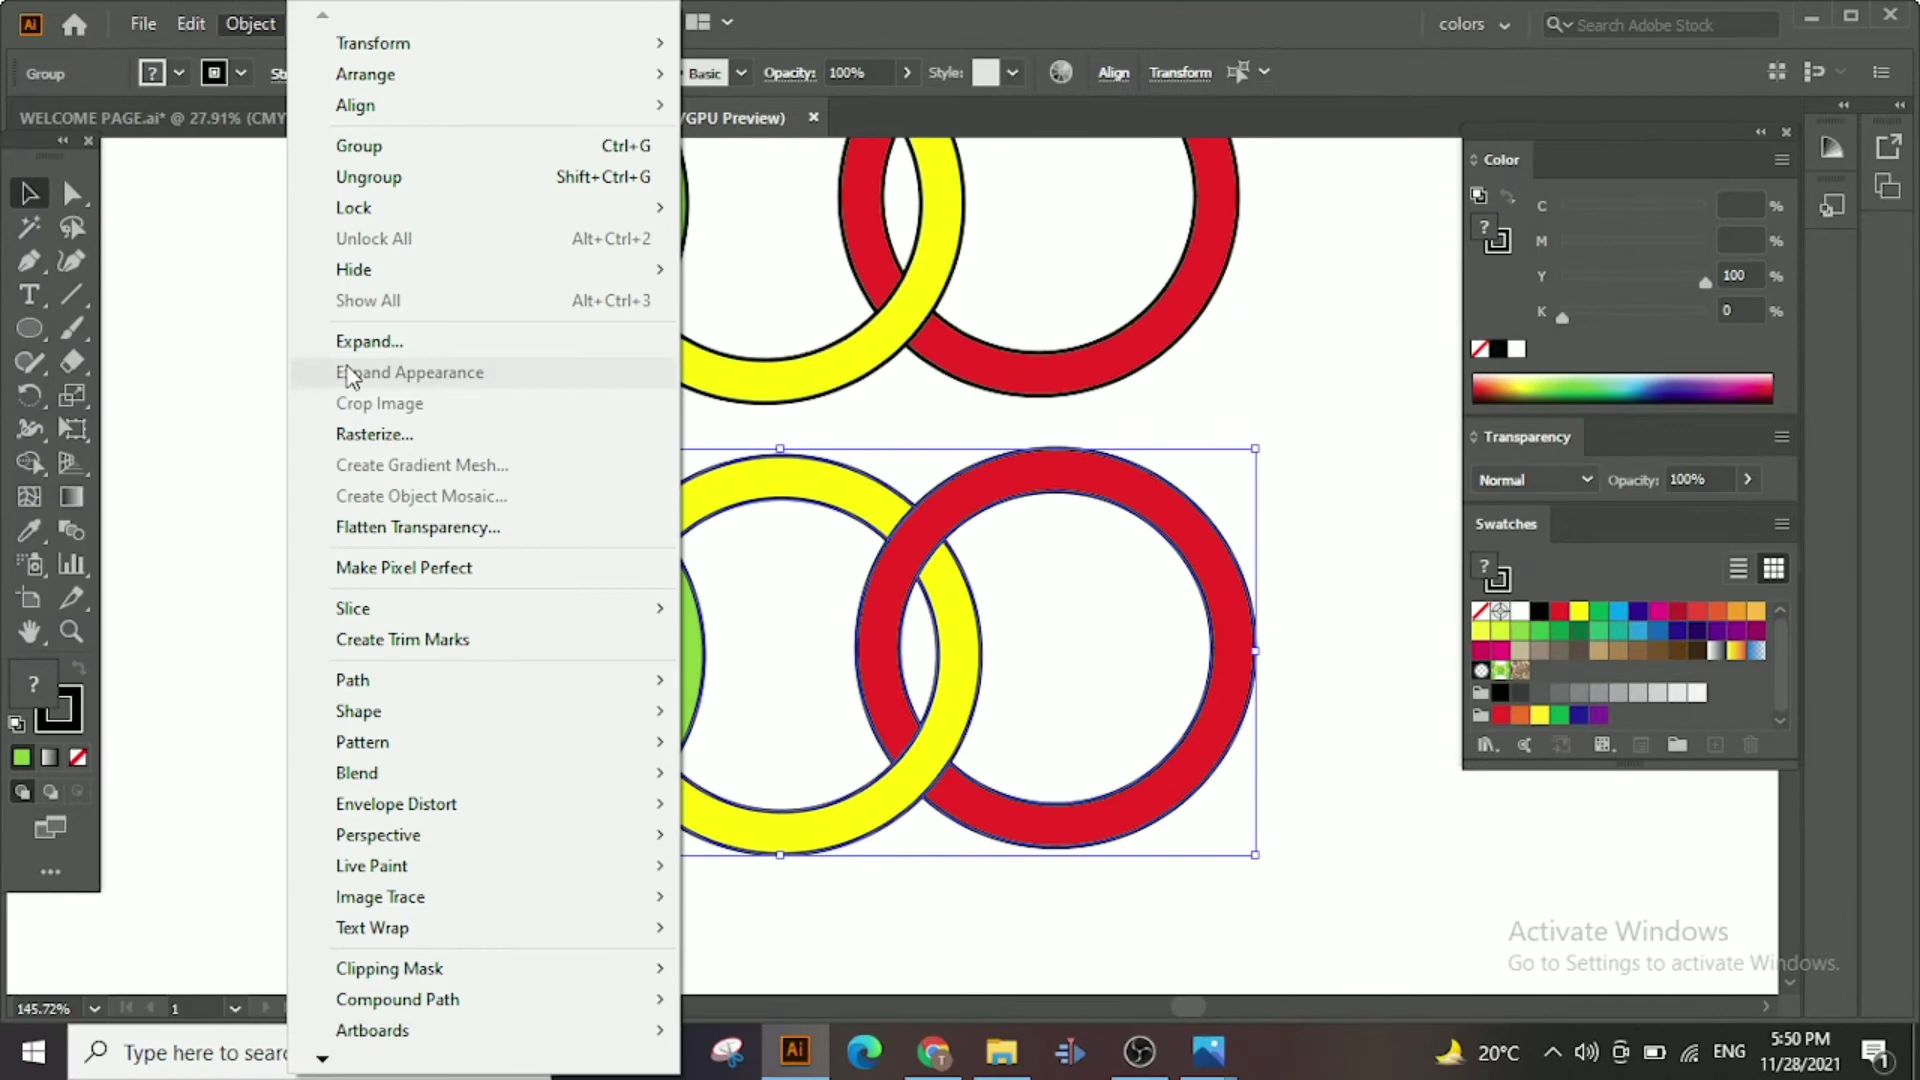 Ai File Edit Object colors Search Adobe Stock
Group ? Basic Opacity: 100% Style: Align Transform
WELCOME PAGE.ai* @ 27.91% (CMY /GPU Preview)
Transform
Arrange
Align
Group Ctrl+G
Ungroup Shift+Ctrl+G
Lock
Unlock All Alt+Ctrl+2
Hide
Show All Alt+Ctrl+3
Expand...
Expand Appearance
Crop Image
Rasterize...
Create Gradient Mesh...
Create Object Mosaic...
Flatten Transparency...
Make Pixel Perfect
Slice
Create Trim Marks
Path
Shape
Pattern
Blend
Envelope Distort
Perspective
Live Paint
Image Trace
Text Wrap
Clipping Mask
Compound Path
Artboards
Color
C %
M %
Y 100 %
K 0 %
?
Transparency
Normal Opacity: 100%
Swatches
?
?
Activate Windows
Go to Settings to activate Windows.
145.72% 1
Type here to searc Ai 20°C ENG 5:50 PM
11/28/2021 1